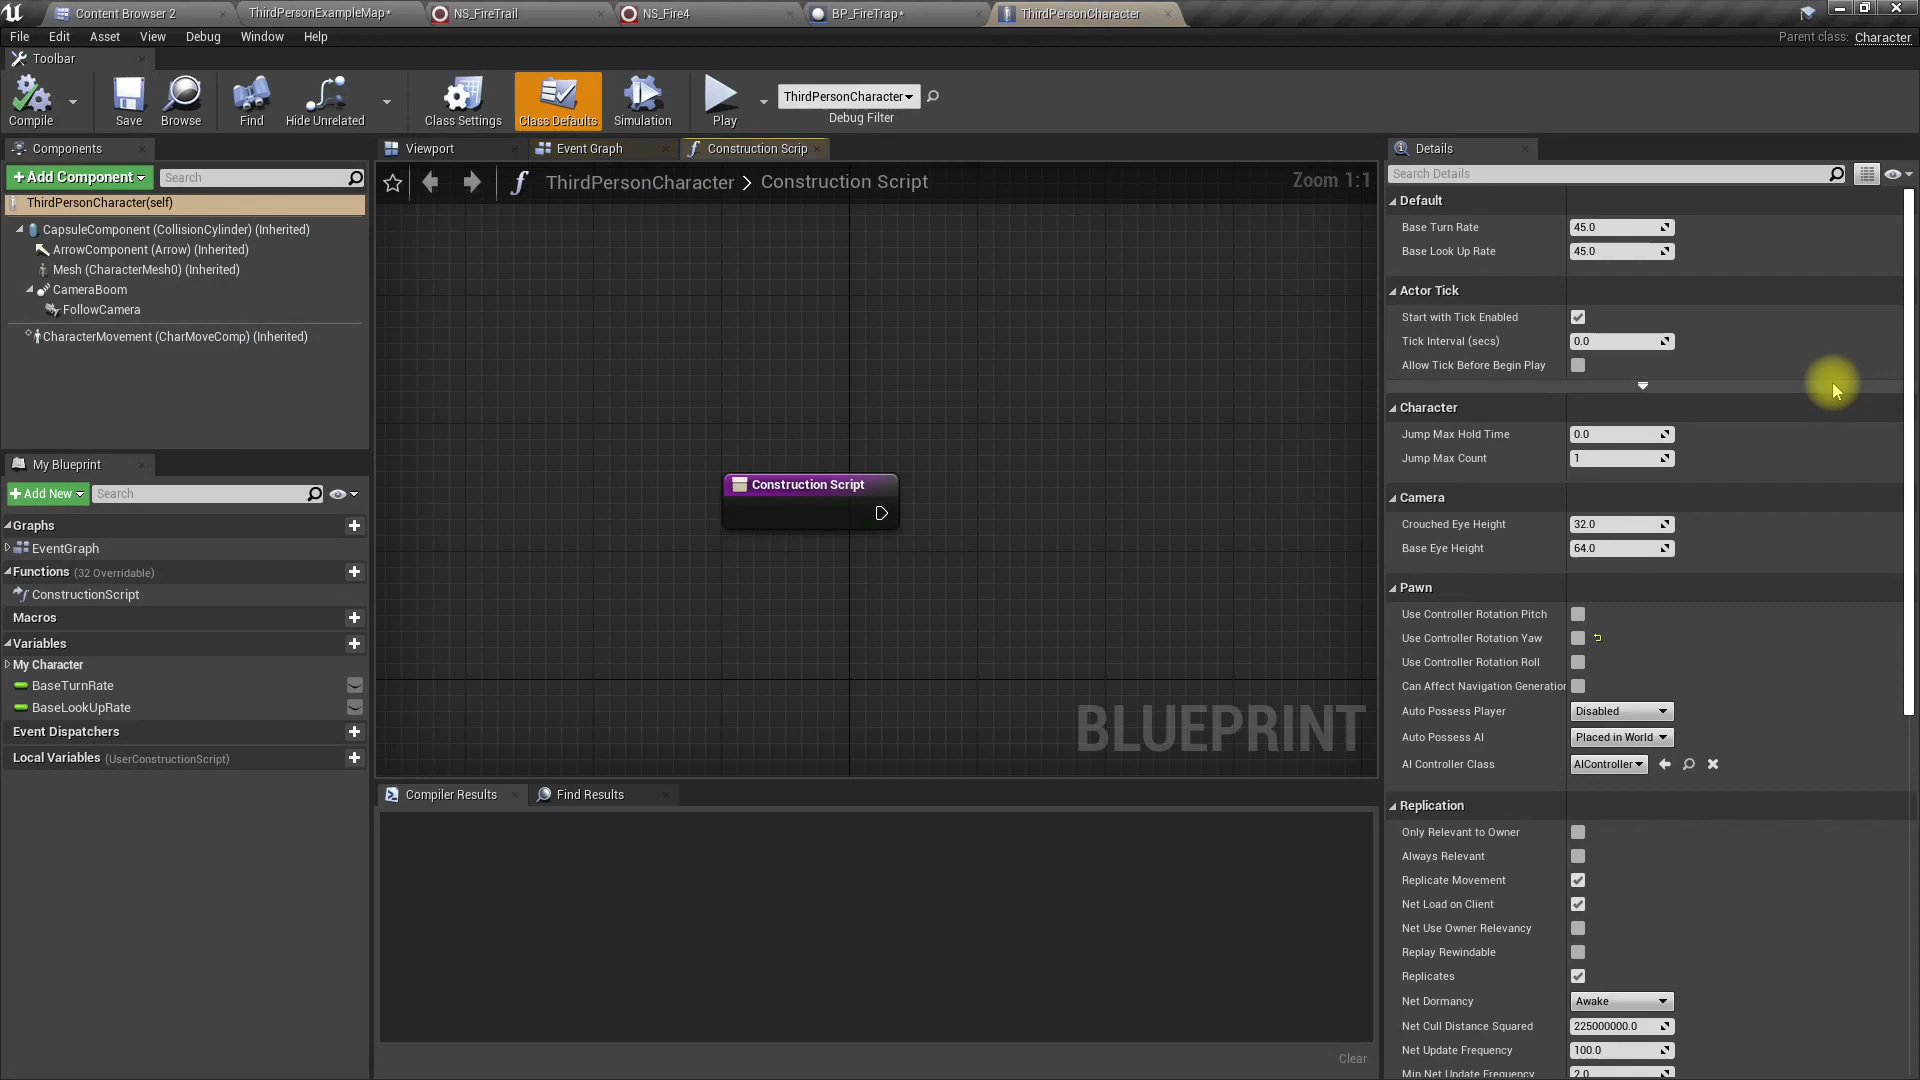 Content Browser 2
ThirdPersonExampleMap*
NS_FireTrail
NS_Fire4
BP_FireTrap*
ThirdPersonCharacter
File Edit Asset View Debug Window Help
Parent class: Character
Toolbar
Compile
Save
Browse
Find
Hide Unrelated
Class Settings
Class Defaults
Simulation
Play
ThirdPersonCharacter
Debug Filter
Components
+ Add Component
Search
ThirdPersonCharacter(self)
CapsuleComponent (CollisionCylinder) (Inherited)
ArrowComponent (Arrow) (Inherited)
Mesh (CharacterMesh0) (Inherited)
CameraBoom
FollowCamera
CharacterMovement (CharMoveComp) (Inherited)
My Blueprint
+ Add New
Search
Graphs
EventGraph
Functions (32 Overridable)
ConstructionScript
Macros
Variables
My Character
BaseTurnRate
BaseLookUpRate
Event Dispatchers
Local Variables (UserConstructionScript)
Viewport
Event Graph
Construction Scrip
ThirdPersonCharacter > Construction Script
Zoom 1:1
Construction Script
BLUEPRINT
Compiler Results
Find Results
Clear
Details
Search Details
Default
Base Turn Rate 45.0
Base Look Up Rate 45.0
Actor Tick
Start with Tick Enabled
Tick Interval (secs) 0.0
Allow Tick Before Begin Play
Character
Jump Max Hold Time 0.0
Jump Max Count 1
Camera
Crouched Eye Height 32.0
Base Eye Height 64.0
Pawn
Use Controller Rotation Pitch
Use Controller Rotation Yaw
Use Controller Rotation Roll
Can Affect Navigation Generation
Auto Possess Player Disabled
Auto Possess AI Placed in World
AI Controller Class AIController
Replication
Only Relevant to Owner
Always Relevant
Replicate Movement
Net Load on Client
Net Use Owner Relevancy
Replay Rewindable
Replicates
Net Dormancy Awake
Net Cull Distance Squared 225000000.0
Net Update Frequency 100.0
Min Net Update Frequency 2.0